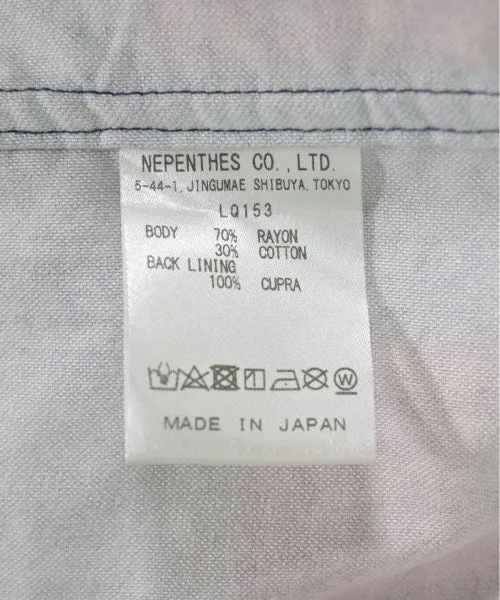 NEPENTHES CO., LTD.
5-44-1, JINGUMAE SHIBUYA, TOKYO
LQ153
BODY 70% RAYON
30% COTTON
BACK LINING
100% CUPRA
W
MADE IN JAPAN